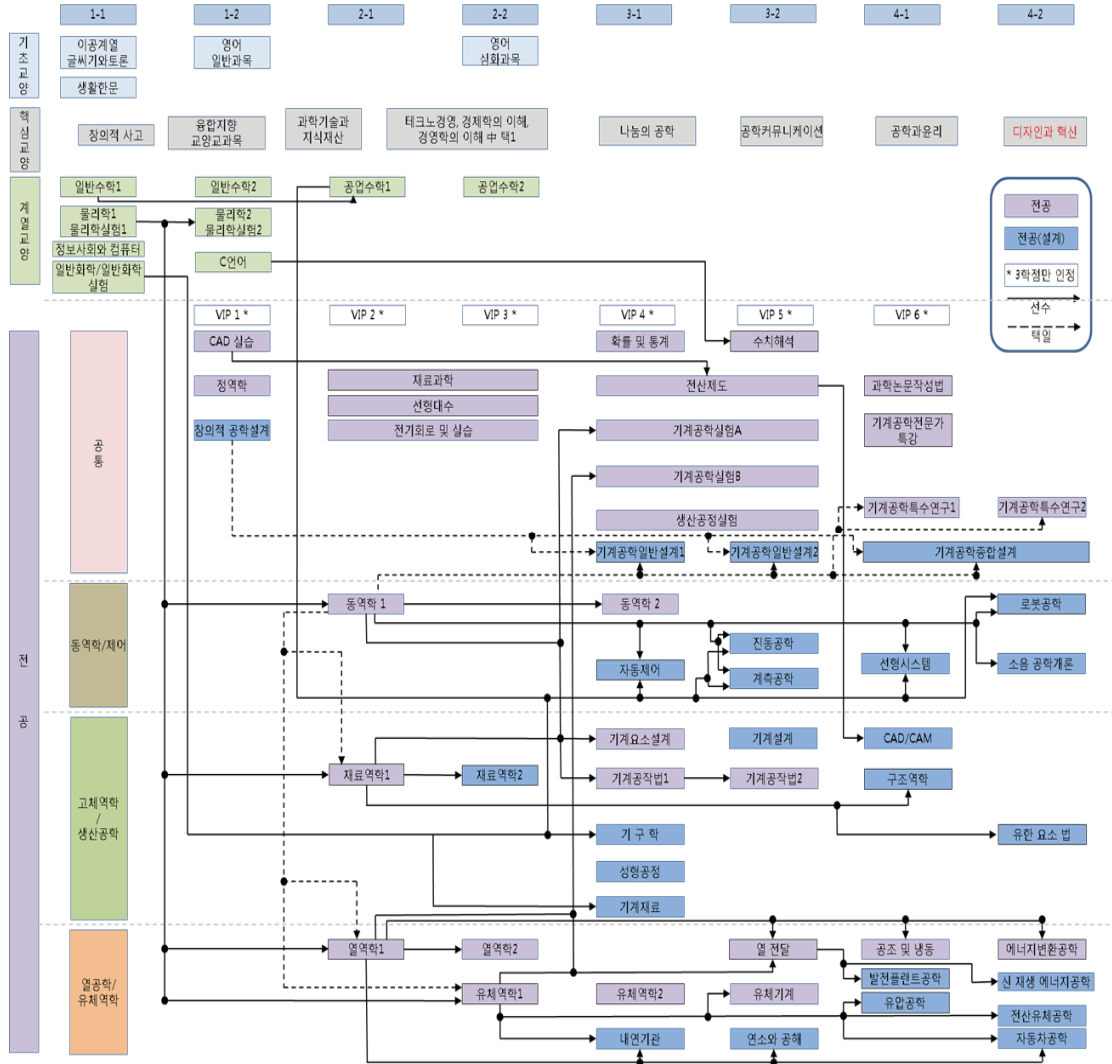 1-1
1-2
2-1
2-2
3-1
3-2
4-1
4-2
기
초
교
양
이공계열
글씨기와토론
영어
일반과목
영어
심화과목
생활한문
핵
심
교
양
창의적 사고
융합지향
교양교과목
과학기술과
지식재산
테크노경영, 경제학의 이해,
경영학의 이해 中 택1
나눔의 공학
공학커뮤니케이션
공학과윤리
디자인과 혁신
계
열
교
양
일반수학1
일반수학2
공업수학1
공업수학2
물리학1
물리학실험1
물리학2
물리학실험2
정보사회와 컴퓨터
일반화학/일반화학
실험
C언어
전공
전공(설계)
* 3학점만 인정
선수
택일
전
공
공
통
VIP 1 *
VIP 2 *
VIP 3 *
VIP 4 *
VIP 5 *
VIP 6 *
CAD 실습
확률 및 통계
수치해석
정역학
재료과학
전산제도
과학논문작성법
선형대수
창의적 공학설계
전기회로 및 실습
기계공학실험A
기계공학전문가
특강
기계공학실험B
기계공학특수연구1
기계공학특수연구2
생산공정실험
기계공학일반설계1
기계공학일반설계2
기계공학종합설계
동역학/제어
동역학 1
동역학 2
로봇공학
진동공학
자동제어
계측공학
선형시스템
소음 공학개론
고체역학
/
생산공학
기계요소설계
기계설계
CAD/CAM
재료역학1
재료역학2
기계공작법1
기계공작법2
구조역학
기 구 학
유한 요소 법
성형공정
기계재료
열공학/
유체역학
열역학1
열역학2
열 전달
공조 및 냉동
에너지변환공학
발전플랜트공학
신 재생 에너지공학
유체역학1
유체역학2
유체기계
유압공학
전산유체공학
내연기관
연소와 공해
자동차공학